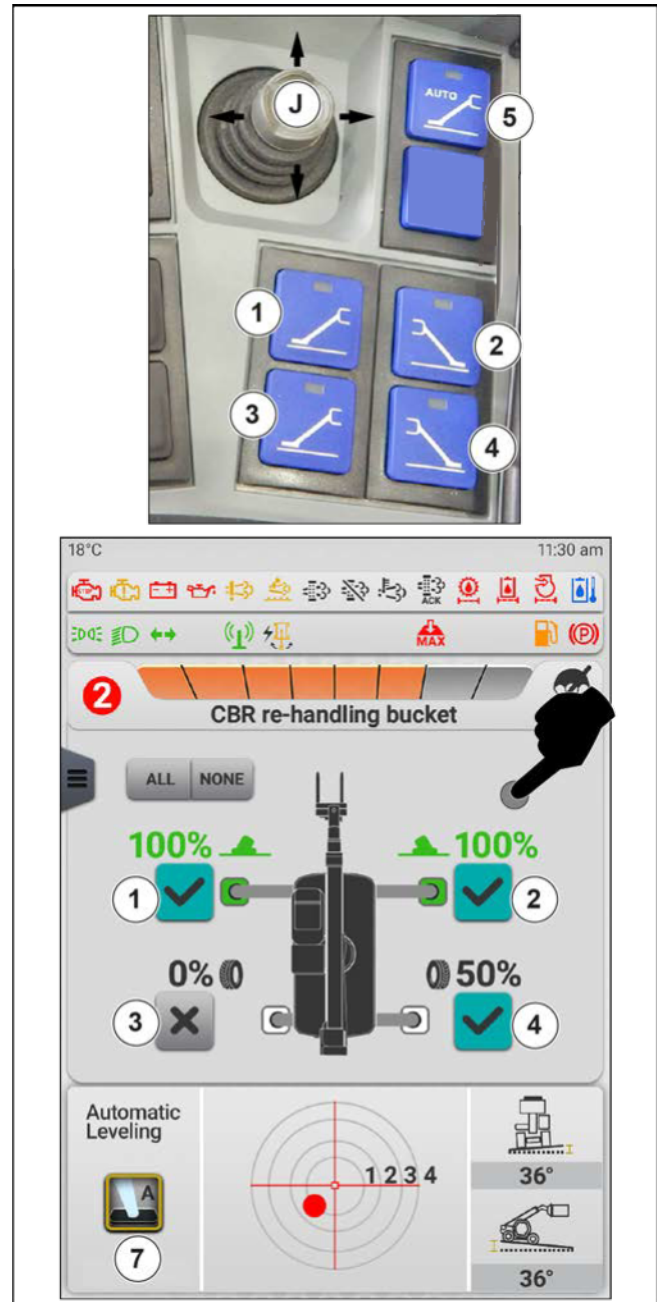 J
AUTO
5
1
2
3
4
18°C 11:30 am
STOP
ACK
MAX
P
2
CBR re-handling bucket
ALL NONE
100% 100%
1 2
0% 50%
3 4
Automatic
Leveling
1 2 3 4
A
7
36°
36°